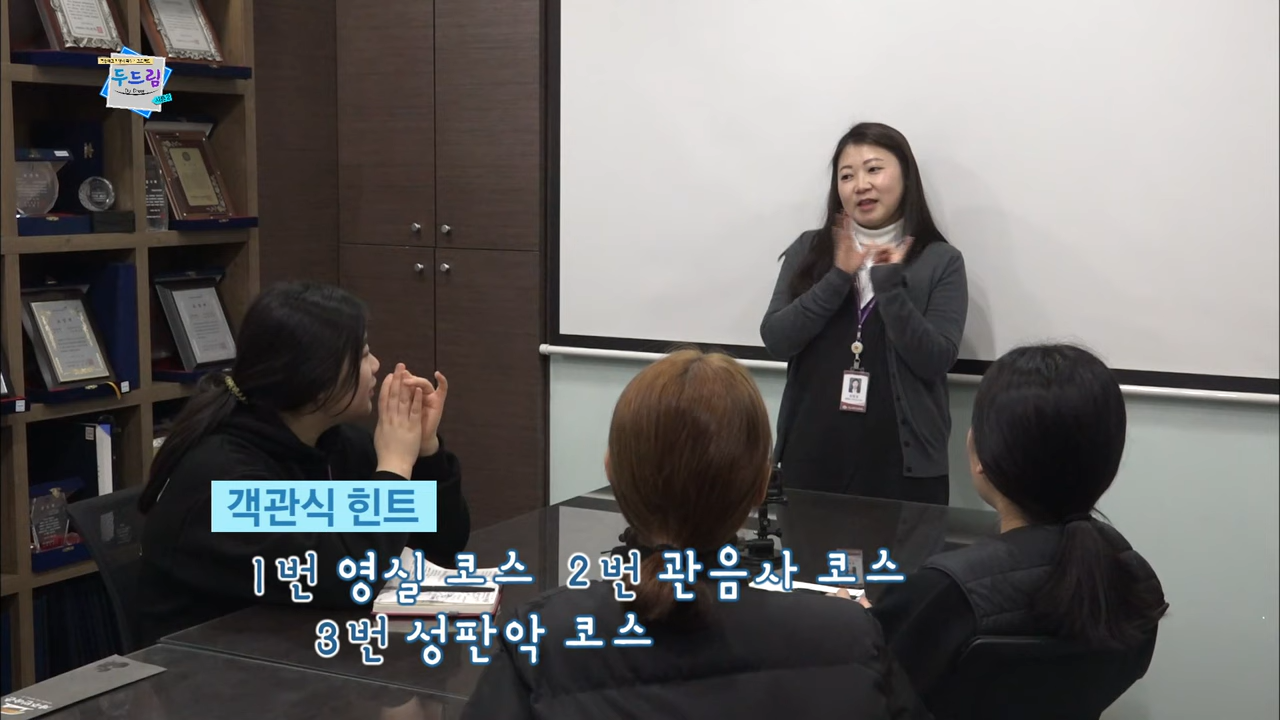 두드림
객관식 힌트
1번 영실 코스 2번 관음사 코스
3번 성판악 코스